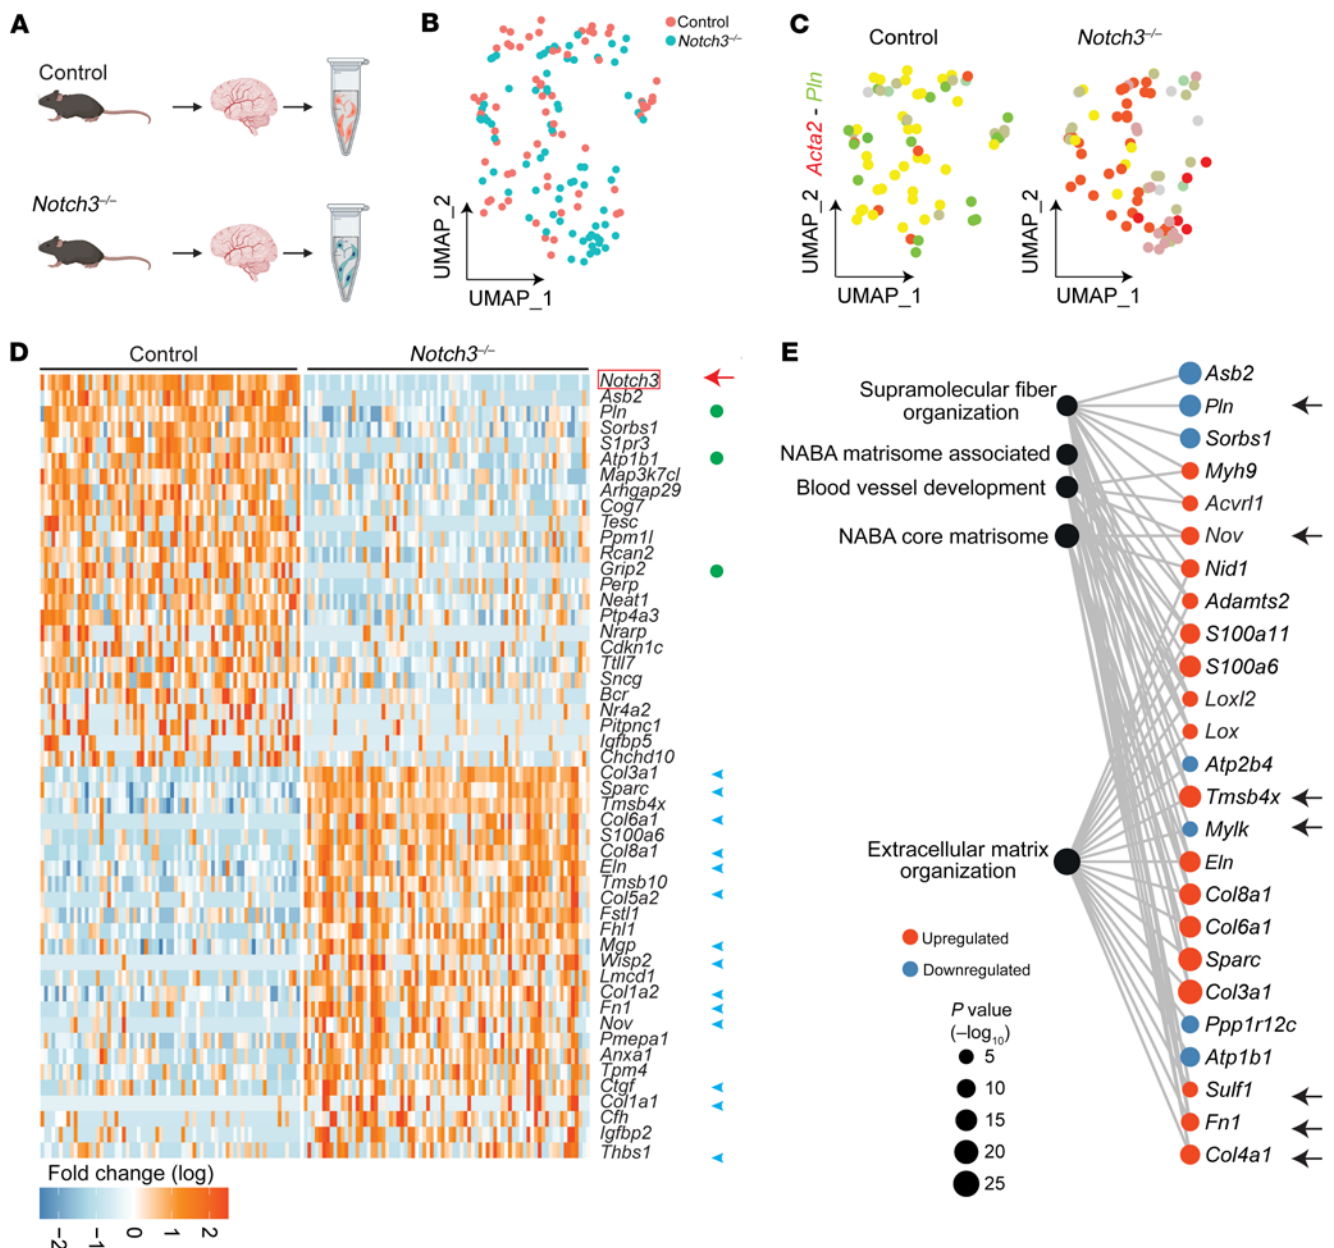 A
Control
Notch3–/–
B
Control
Notch3–/–
UMAP_2
UMAP_1
C
Control
Notch3–/–
Acta2 - Pln
UMAP_2
UMAP_1
UMAP_2
UMAP_1
D
Control
Notch3–/–
Notch3
Asb2
Pln
Sorbs1
S1pr3
Atp1b1
Map3k7cl
Arhgap29
Cog7
Tesc
Ppm1l
Rcan2
Grip2
Perp
Neat1
Ptp4a3
Nrarp
Cdkn1c
Ttll7
Sncg
Bcr
Nr4a2
Pitpnc1
Igfbp5
Chchd10
Col3a1
Sparc
Tmsb4x
Col6a1
S100a6
Col8a1
Eln
Tmsb10
Col5a2
Fstl1
Fhl1
Mgp
Wisp2
Lmcd1
Col1a2
Fn1
Nov
Pmepa1
Anxa1
Tpm4
Ctgf
Col1a1
Cfh
Igfbp2
Thbs1
Fold change (log)
-2
-1
0
1
2
E
Supramolecular fiber
organization
NABA matrisome associated
Blood vessel development
NABA core matrisome
Extracellular matrix
organization
Upregulated
Downregulated
P value
(–log10)
5
10
15
20
25
Asb2
Pln
Sorbs1
Myh9
Acvrl1
Nov
Nid1
Adamts2
S100a11
S100a6
Loxl2
Lox
Atp2b4
Tmsb4x
Mylk
Eln
Col8a1
Col6a1
Sparc
Col3a1
Ppp1r12c
Atp1b1
Sulf1
Fn1
Col4a1